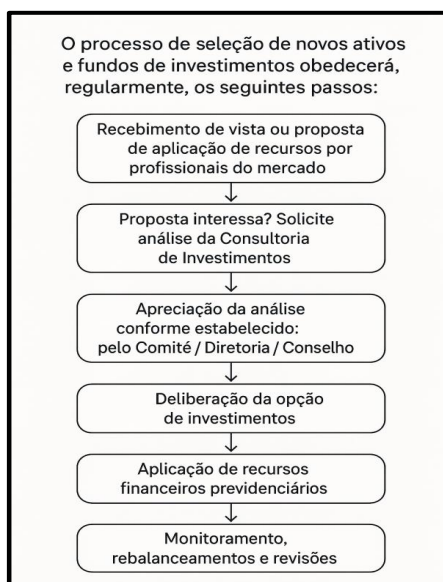 O processo de seleção de novos ativos
e fundos de investimentos obedecerá,
regularmente, os seguintes passos:
Recebimento de vista ou proposta
de aplicação de recursos por
profissionais do mercado
Proposta interessa? Solicite
análise da Consultoria
de Investimentos
Apreciação da análise
conforme estabelecido:
pelo Comité / Diretoria / Conselho
Deliberação da opção
de investimentos
Aplicação de recursos
financeiros previdenciários
Monitoramento,
rebalanceamentos e revisões